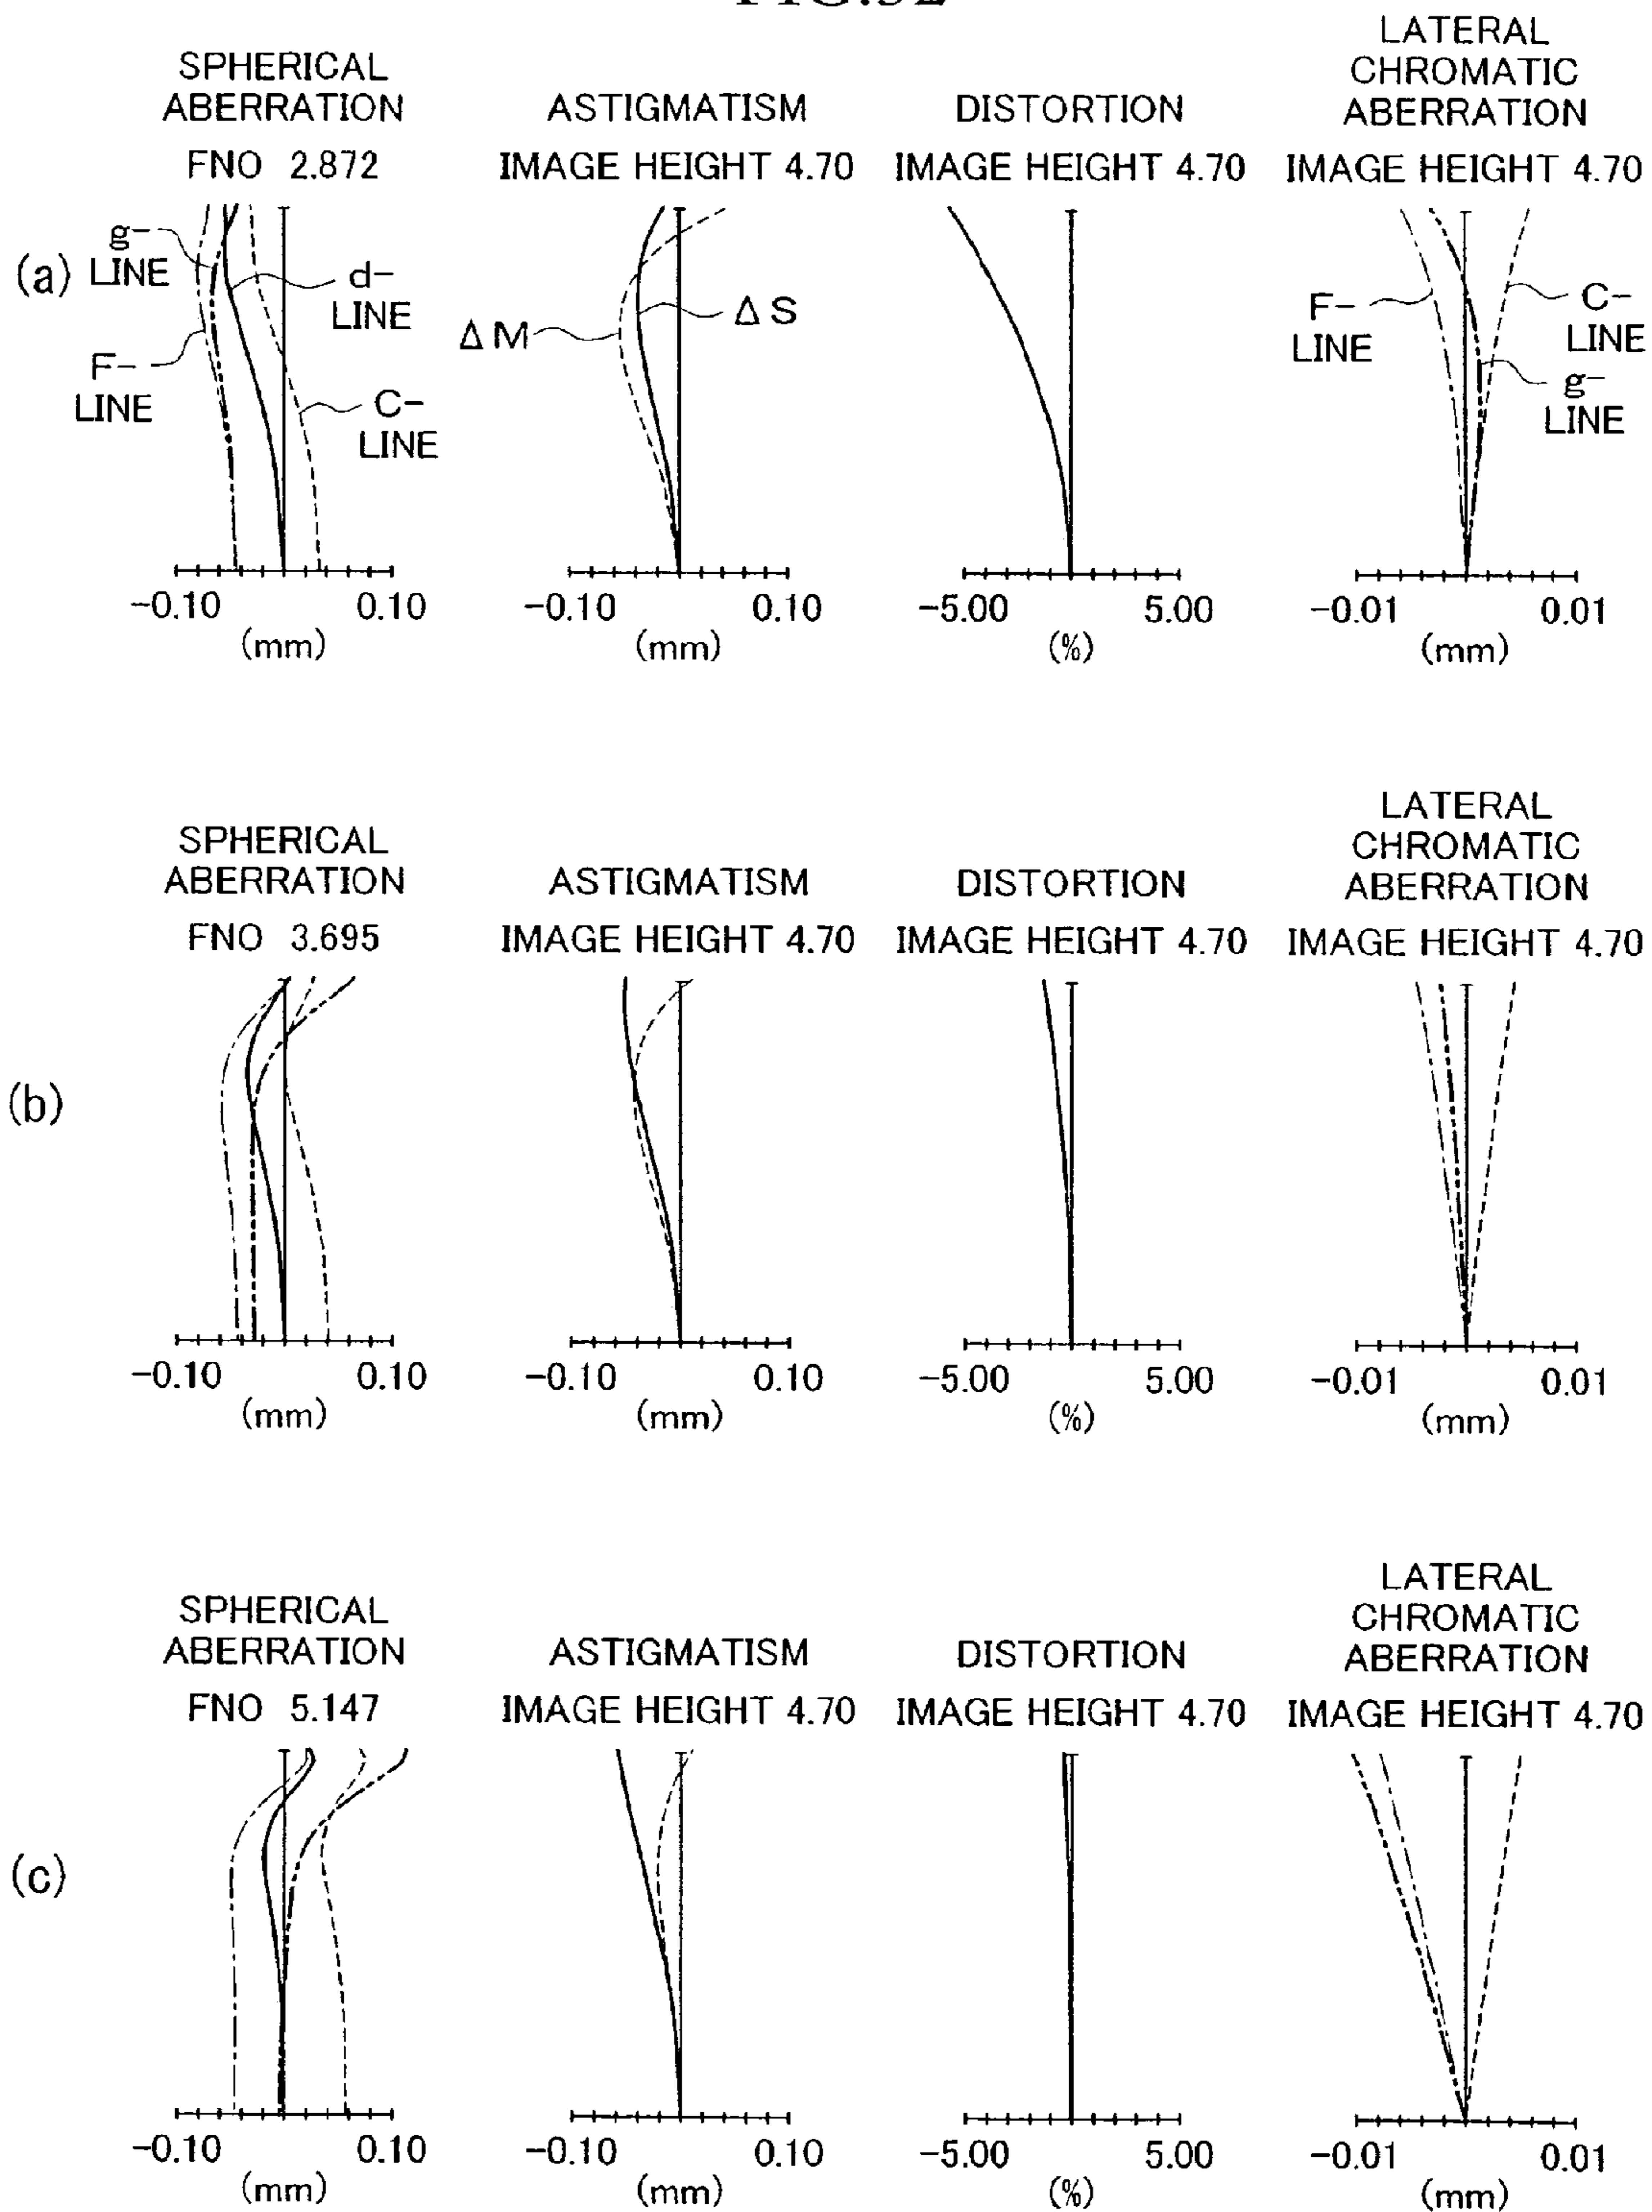 SPHERICAL
ABERRATION
FNO 2.872
ASTIGMATISM
IMAGE HEIGHT 4.70
DISTORTION
IMAGE HEIGHT 4.70
LATERAL
CHROMATIC
ABERRATION
IMAGE HEIGHT 4.70
(a)
g-
LINE
d-
LINE
F-
LINE
C-
LINE
-0.10 0.10
(mm)
ΔM
ΔS
-0.10 0.10
(mm)
-5.00 5.00
(%)
F-
LINE
C-
LINE
g-
LINE
-0.01 0.01
(mm)
SPHERICAL
ABERRATION
FNO 3.695
ASTIGMATISM
IMAGE HEIGHT 4.70
DISTORTION
IMAGE HEIGHT 4.70
LATERAL
CHROMATIC
ABERRATION
IMAGE HEIGHT 4.70
(b)
-0.10 0.10
(mm)
-0.10 0.10
(mm)
-5.00 5.00
(%)
-0.01 0.01
(mm)
SPHERICAL
ABERRATION
FNO 5.147
ASTIGMATISM
IMAGE HEIGHT 4.70
DISTORTION
IMAGE HEIGHT 4.70
LATERAL
CHROMATIC
ABERRATION
IMAGE HEIGHT 4.70
(c)
-0.10 0.10
(mm)
-0.10 0.10
(mm)
-5.00 5.00
(%)
-0.01 0.01
(mm)